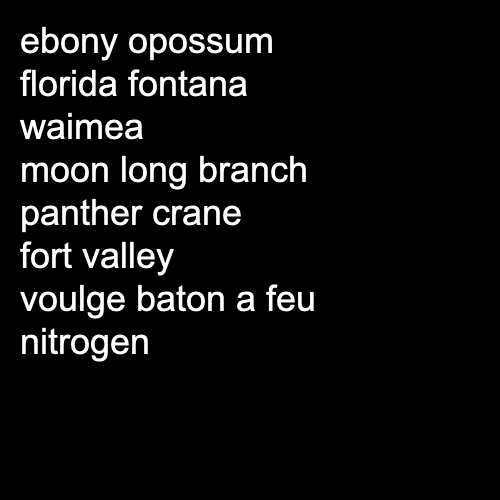 ebony opossum
florida fontana
waimea
moon long branch
panther crane
fort valley
voulge baton a feu
nitrogen